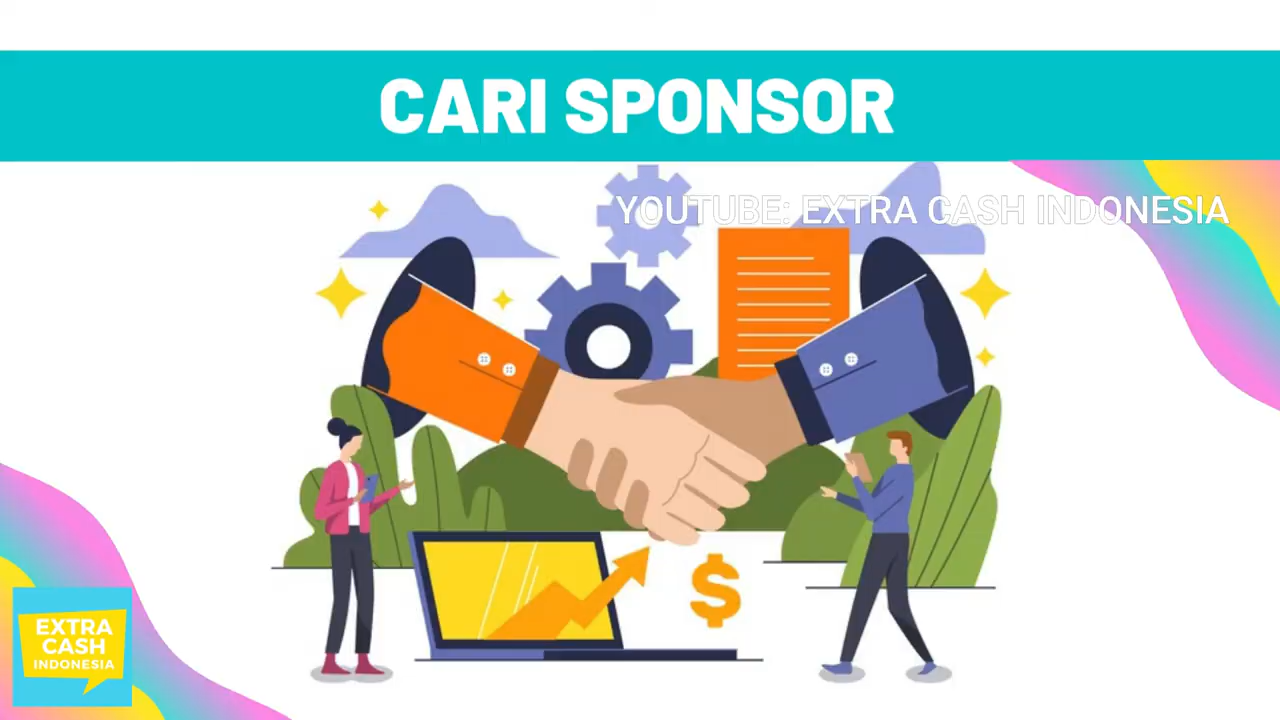 CARI SPONSOR
YOUTUBE: EXTRA CASH INDONESIA
$
EXTRA
CASH
INDONESIA